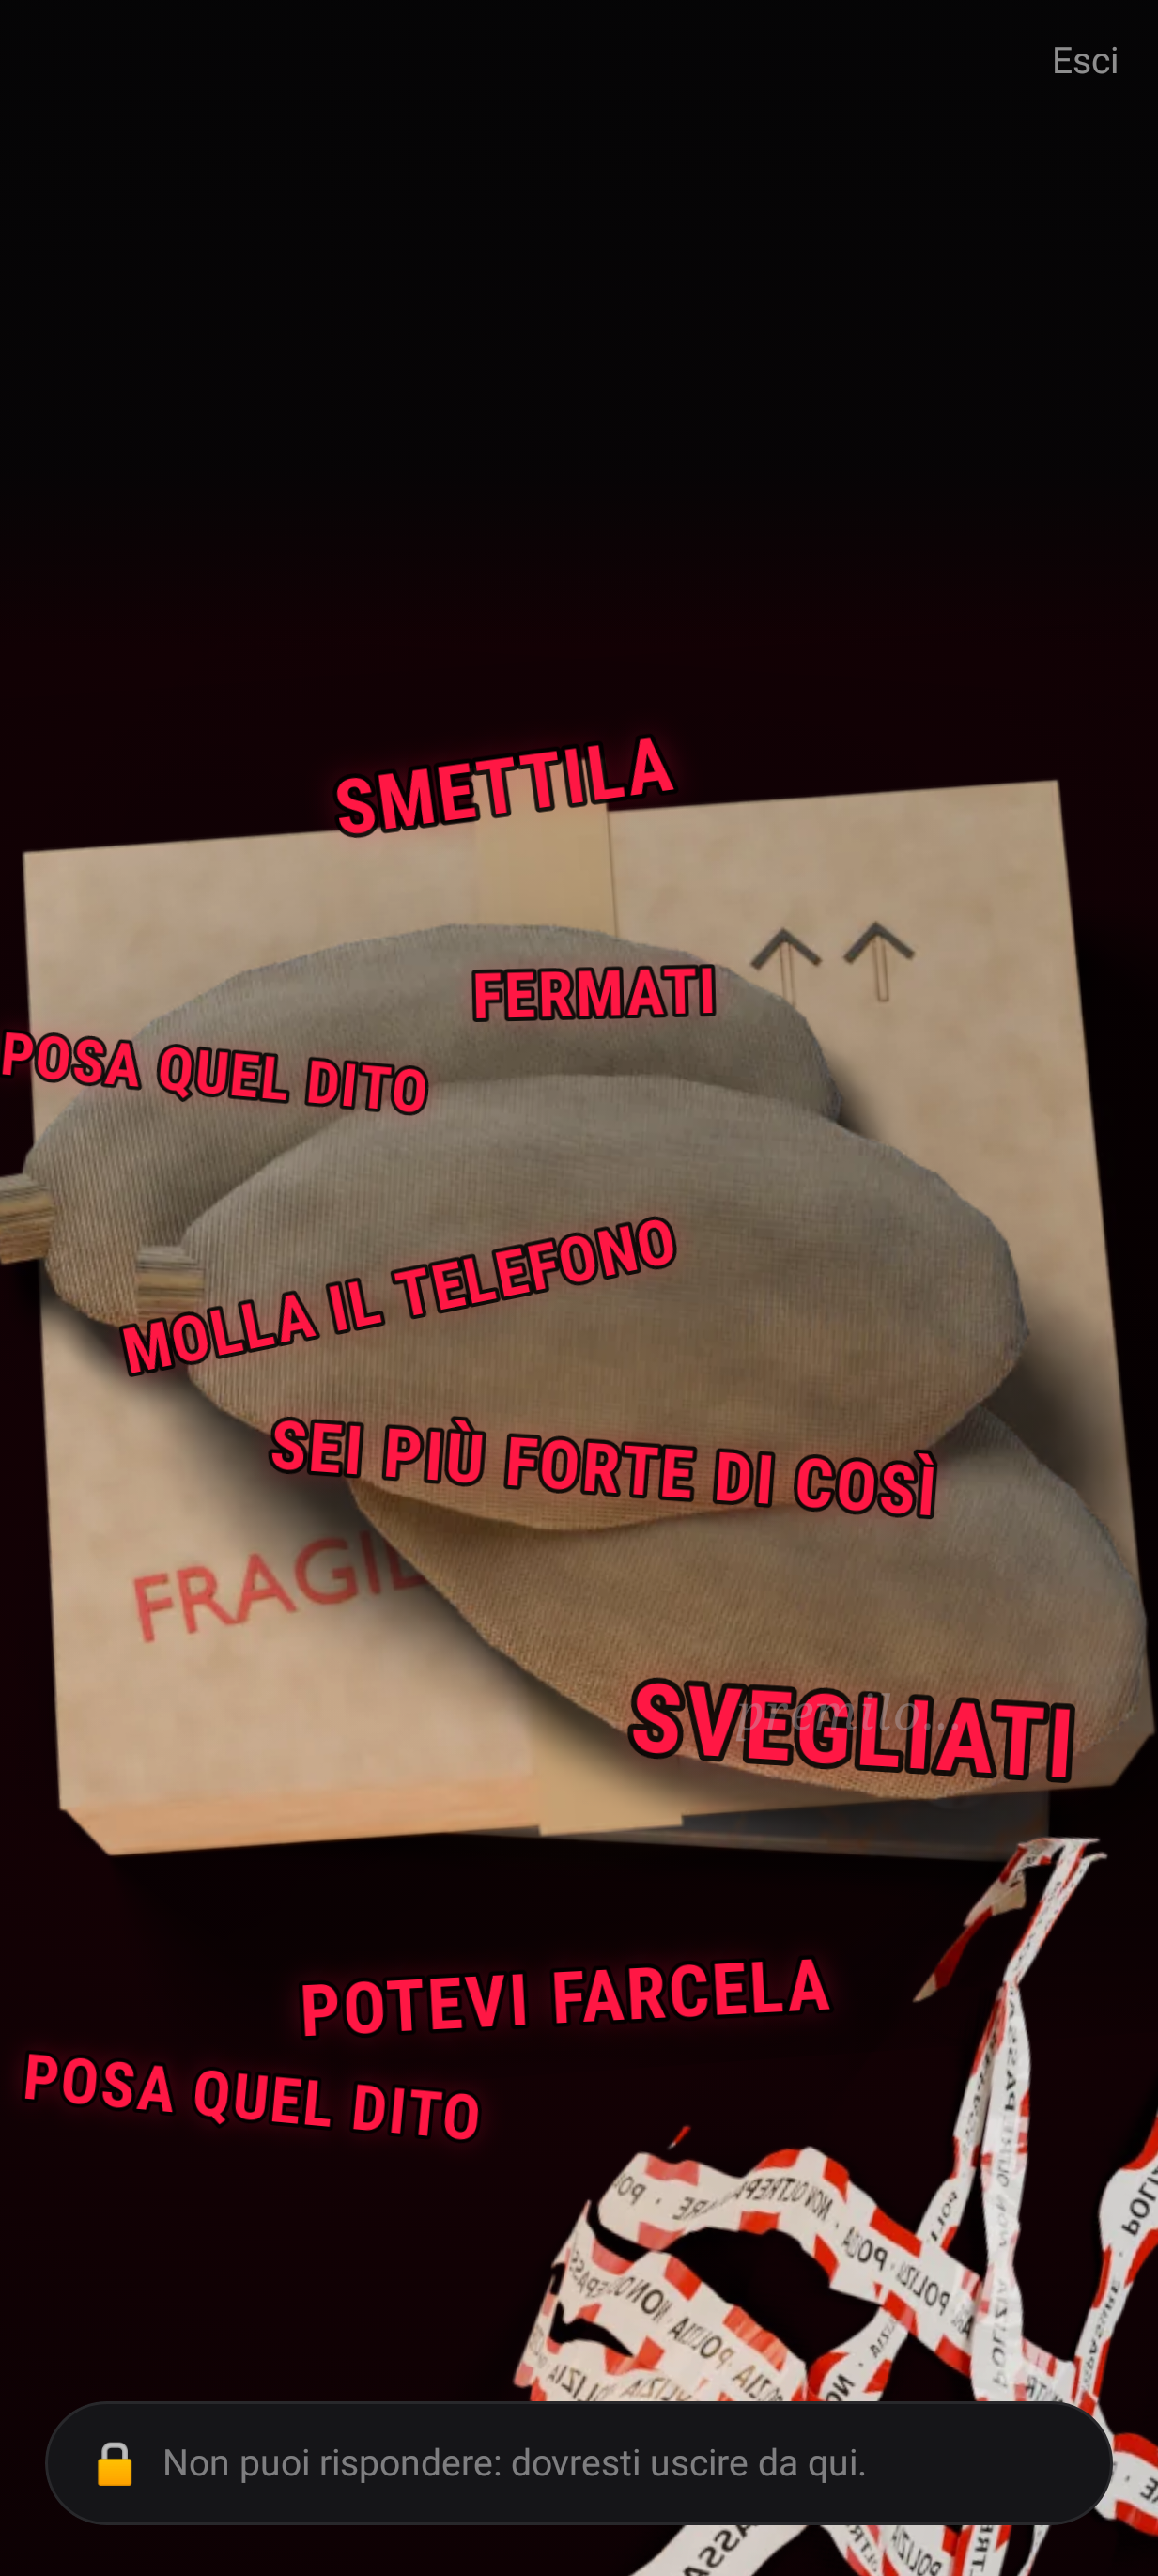 Esci
SMETTILA
FERMATI
POSA QUEL DITO
MOLLA IL TELEFONO
SEI PIÙ FORTE DI COSÌ
FRAGIL
SVEGLIATI
premilo...
POTEVI FARCELA
POSA QUEL DITO
Non puoi rispondere: dovresti uscire da qui.